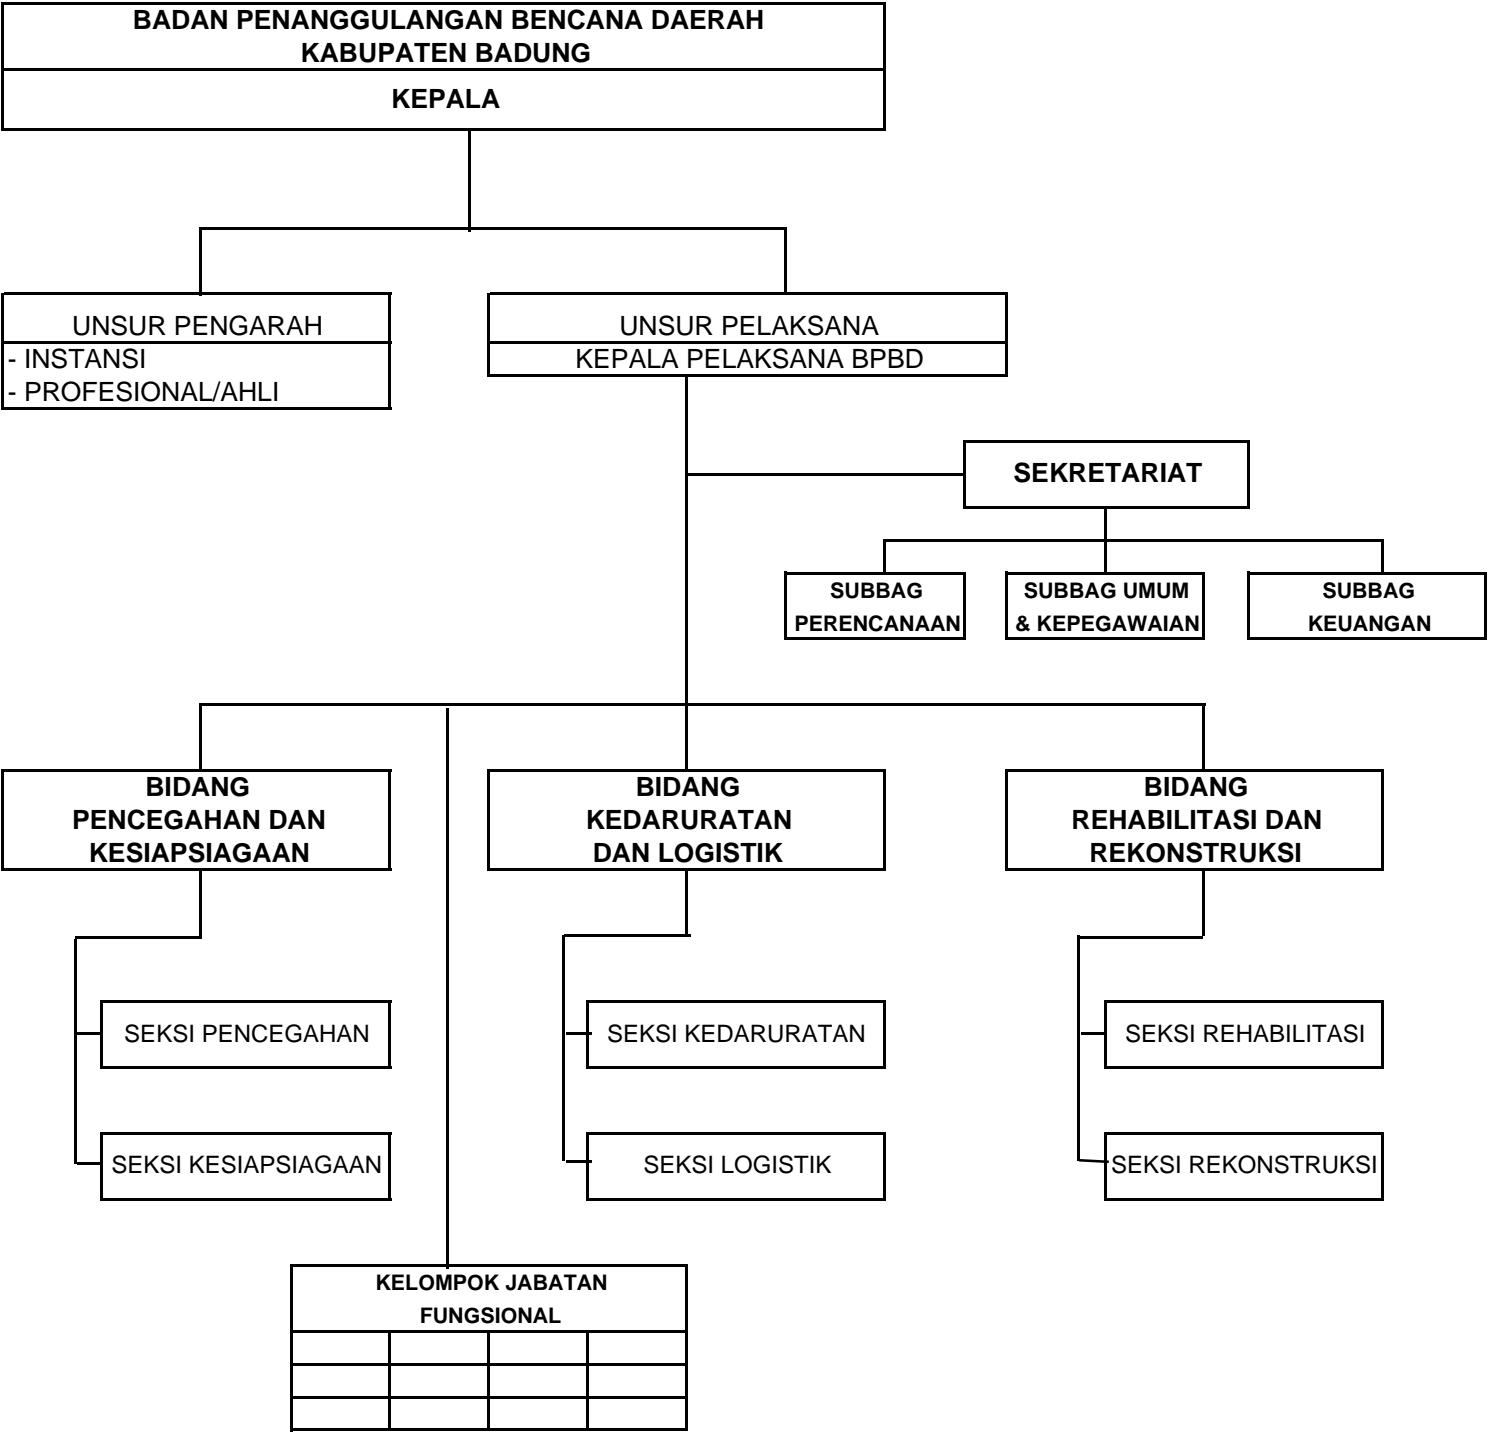 BADAN PENANGGULANGAN BENCANA DAERAH
KABUPATEN BADUNG
KEPALA
UNSUR PENGARAH
- INSTANSI
- PROFESIONAL/AHLI
UNSUR PELAKSANA
KEPALA PELAKSANA BPBD
SEKRETARIAT
SUBBAG
PERENCANAAN
SUBBAG UMUM
& KEPEGAWAIAN
SUBBAG
KEUANGAN
BIDANG
PENCEGAHAN DAN
KESIAPSIAGAAN
BIDANG
KEDARURATAN
DAN LOGISTIK
BIDANG
REHABILITASI DAN
REKONSTRUKSI
SEKSI PENCEGAHAN
SEKSI KEDARURATAN
SEKSI REHABILITASI
SEKSI KESIAPSIAGAAN
SEKSI LOGISTIK
SEKSI REKONSTRUKSI
KELOMPOK JABATAN
FUNGSIONAL